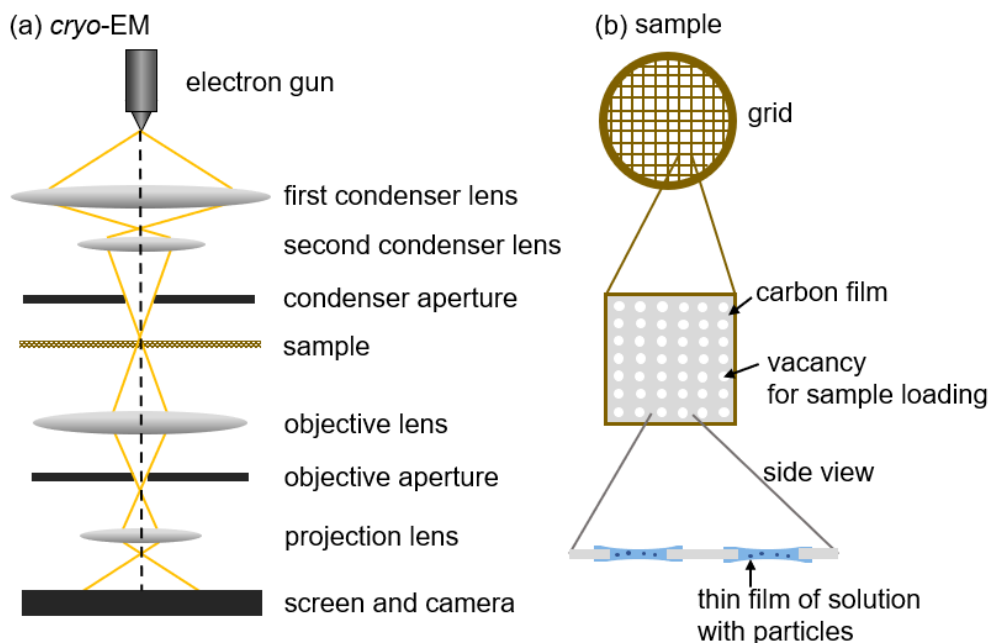 (a) cryo-EM
electron gun
first condenser lens
second condenser lens
condenser aperture
sample
objective lens
objective aperture
projection lens
screen and camera
(b) sample
grid
carbon film
vacancy
for sample loading
side view
thin film of solution
with particles